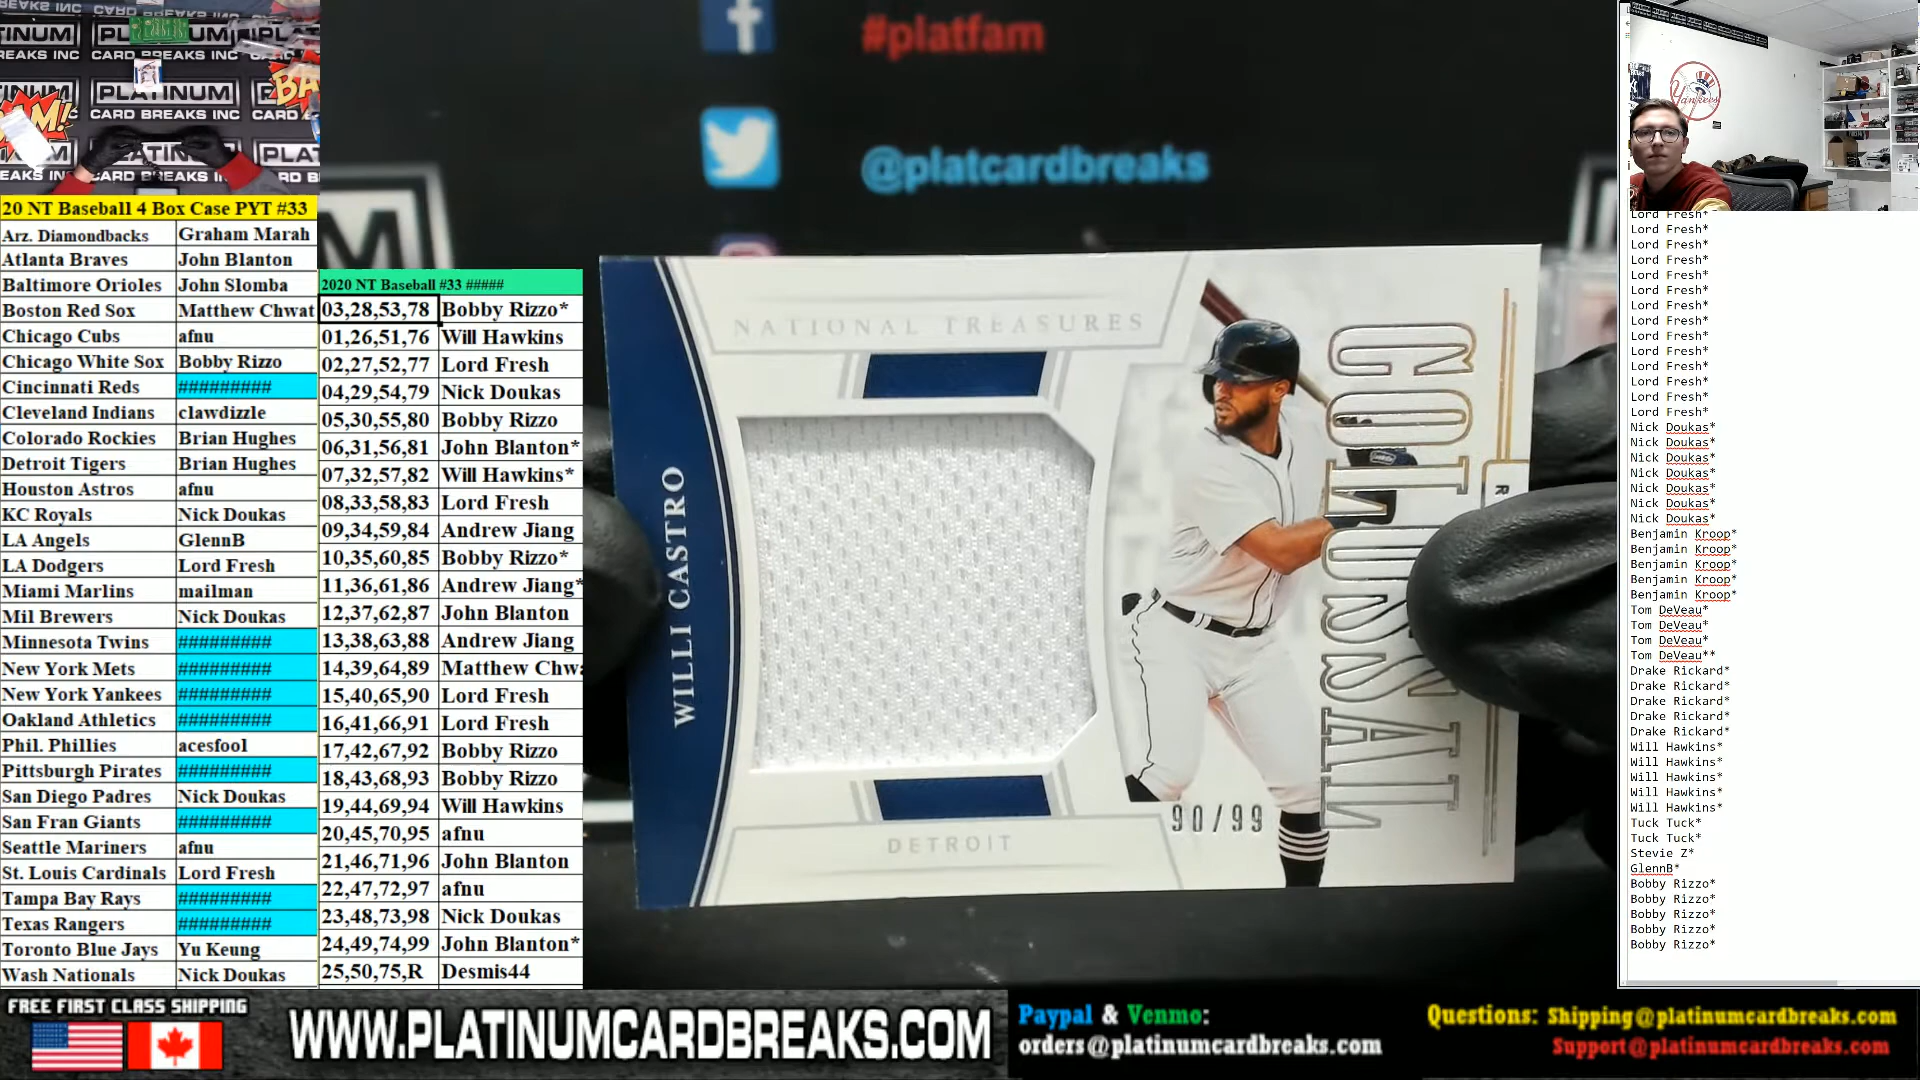 #platfam
@platcardbreaks
PLATINUM
CARD BREAKS INC
PLATINUM
CARD BREAKS INC
Yankees
20 NT Baseball 4 Box Case PYT #33
Arz. Diamondbacks Graham Marah
Atlanta Braves John Blanton
Baltimore Orioles John Slomba
Boston Red Sox Matthew Chwat
Chicago Cubs afnu
Chicago White Sox Bobby Rizzo
Cincinnati Reds #########
Cleveland Indians clawdizzle
Colorado Rockies Brian Hughes
Detroit Tigers Brian Hughes
Houston Astros afnu
KC Royals Nick Doukas
LA Angels GlennB
LA Dodgers Lord Fresh
Miami Marlins mailman
Mil Brewers Nick Doukas
Minnesota Twins #########
New York Mets #########
New York Yankees #########
Oakland Athletics #########
Phil. Phillies acesfool
Pittsburgh Pirates #########
San Diego Padres Nick Doukas
San Fran Giants #########
Seattle Mariners afnu
St. Louis Cardinals Lord Fresh
Tampa Bay Rays #########
Texas Rangers #########
Toronto Blue Jays Yu Keung
Wash Nationals Nick Doukas
2020 NT Baseball #33 #####
03,28,53,78 Bobby Rizzo*
01,26,51,76 Will Hawkins
02,27,52,77 Lord Fresh
04,29,54,79 Nick Doukas
05,30,55,80 Bobby Rizzo
06,31,56,81 John Blanton*
07,32,57,82 Will Hawkins*
08,33,58,83 Lord Fresh
09,34,59,84 Andrew Jiang
10,35,60,85 Bobby Rizzo*
11,36,61,86 Andrew Jiang*
12,37,62,87 John Blanton
13,38,63,88 Andrew Jiang
14,39,64,89 Matthew Chwa
15,40,65,90 Lord Fresh
16,41,66,91 Lord Fresh
17,42,67,92 Bobby Rizzo
18,43,68,93 Bobby Rizzo
19,44,69,94 Will Hawkins
20,45,70,95 afnu
21,46,71,96 John Blanton
22,47,72,97 afnu
23,48,73,98 Nick Doukas
24,49,74,99 John Blanton*
25,50,75,R Desmis44
NATIONAL TREASURES
WILLI CASTRO
COLOSSAL
90/99
DETROIT
Lord Fresh*
Lord Fresh*
Lord Fresh*
Lord Fresh*
Lord Fresh*
Lord Fresh*
Lord Fresh*
Lord Fresh*
Lord Fresh*
Lord Fresh*
Lord Fresh*
Lord Fresh*
Lord Fresh*
Lord Fresh*
Nick Doukas*
Nick Doukas*
Nick Doukas*
Nick Doukas*
Nick Doukas*
Nick Doukas*
Nick Doukas*
Benjamin Kroop*
Benjamin Kroop*
Benjamin Kroop*
Benjamin Kroop*
Benjamin Kroop*
Tom DeVeau*
Tom DeVeau*
Tom DeVeau*
Tom DeVeau**
Drake Rickard*
Drake Rickard*
Drake Rickard*
Drake Rickard*
Drake Rickard*
Will Hawkins*
Will Hawkins*
Will Hawkins*
Will Hawkins*
Will Hawkins*
Tuck Tuck*
Tuck Tuck*
Stevie Z*
GlennB*
Bobby Rizzo*
Bobby Rizzo*
Bobby Rizzo*
Bobby Rizzo*
Bobby Rizzo*
FREE FIRST CLASS SHIPPING
WWW.PLATINUMCARDBREAKS.COM
Paypal & Venmo:
orders@platinumcardbreaks.com
Questions: Shipping@platinumcardbreaks.com
Support@platinumcardbreaks.com